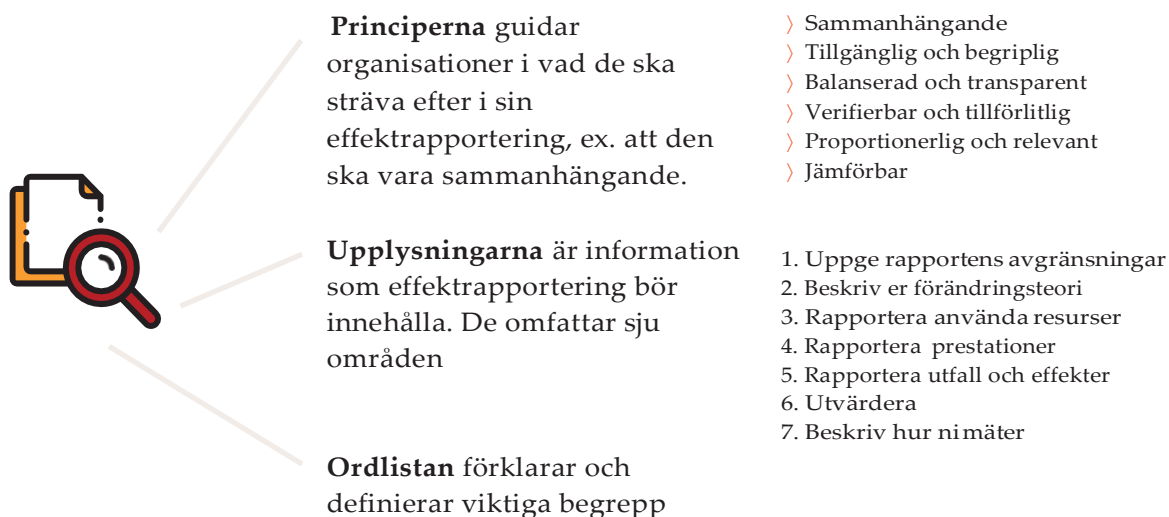 Principerna guidar
organisationer i vad de ska
sträva efter i sin
effektrapportering, ex. att den
ska vara sammanhängande.
〉 Sammanhängande
〉 Tillgänglig och begriplig
〉 Balanserad och transparent
〉 Verifierbar och tillförlitlig
〉 Proportionerlig och relevant
〉 Jämförbar
Upplysningarna är information
som effektrapportering bör
innehålla. De omfattar sju
områden
1. Uppge rapportens avgränsningar
2. Beskriv er förändringsteori
3. Rapportera använda resurser
4. Rapportera prestationer
5. Rapportera utfall och effekter
6. Utvärdera
7. Beskriv hur ni mäter
Ordlistan förklarar och
definierar viktiga begrepp